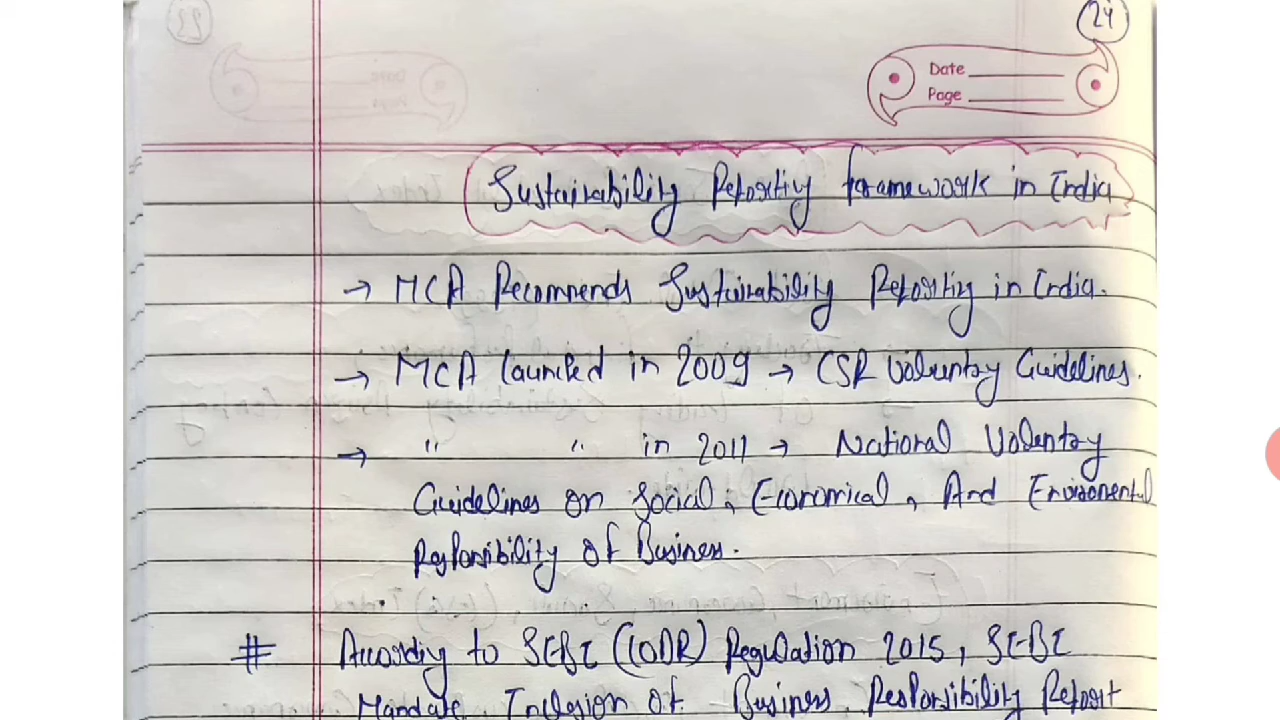 24
Date
Page
Sustainability Reporting framework in India
→ MCA Recommends Sustainability Reporting in India.
→ MCA launched in 2009 → CSR Voluntary Guidelines.
→ " " in 2011 → National Voluntary
Guidelines on Social, Economical, And Environmental
Responsibility of Business.
# According to SEBI (LODR) Regulation 2015, SEBI
Mandate Inclusion of Business Responsibility Report